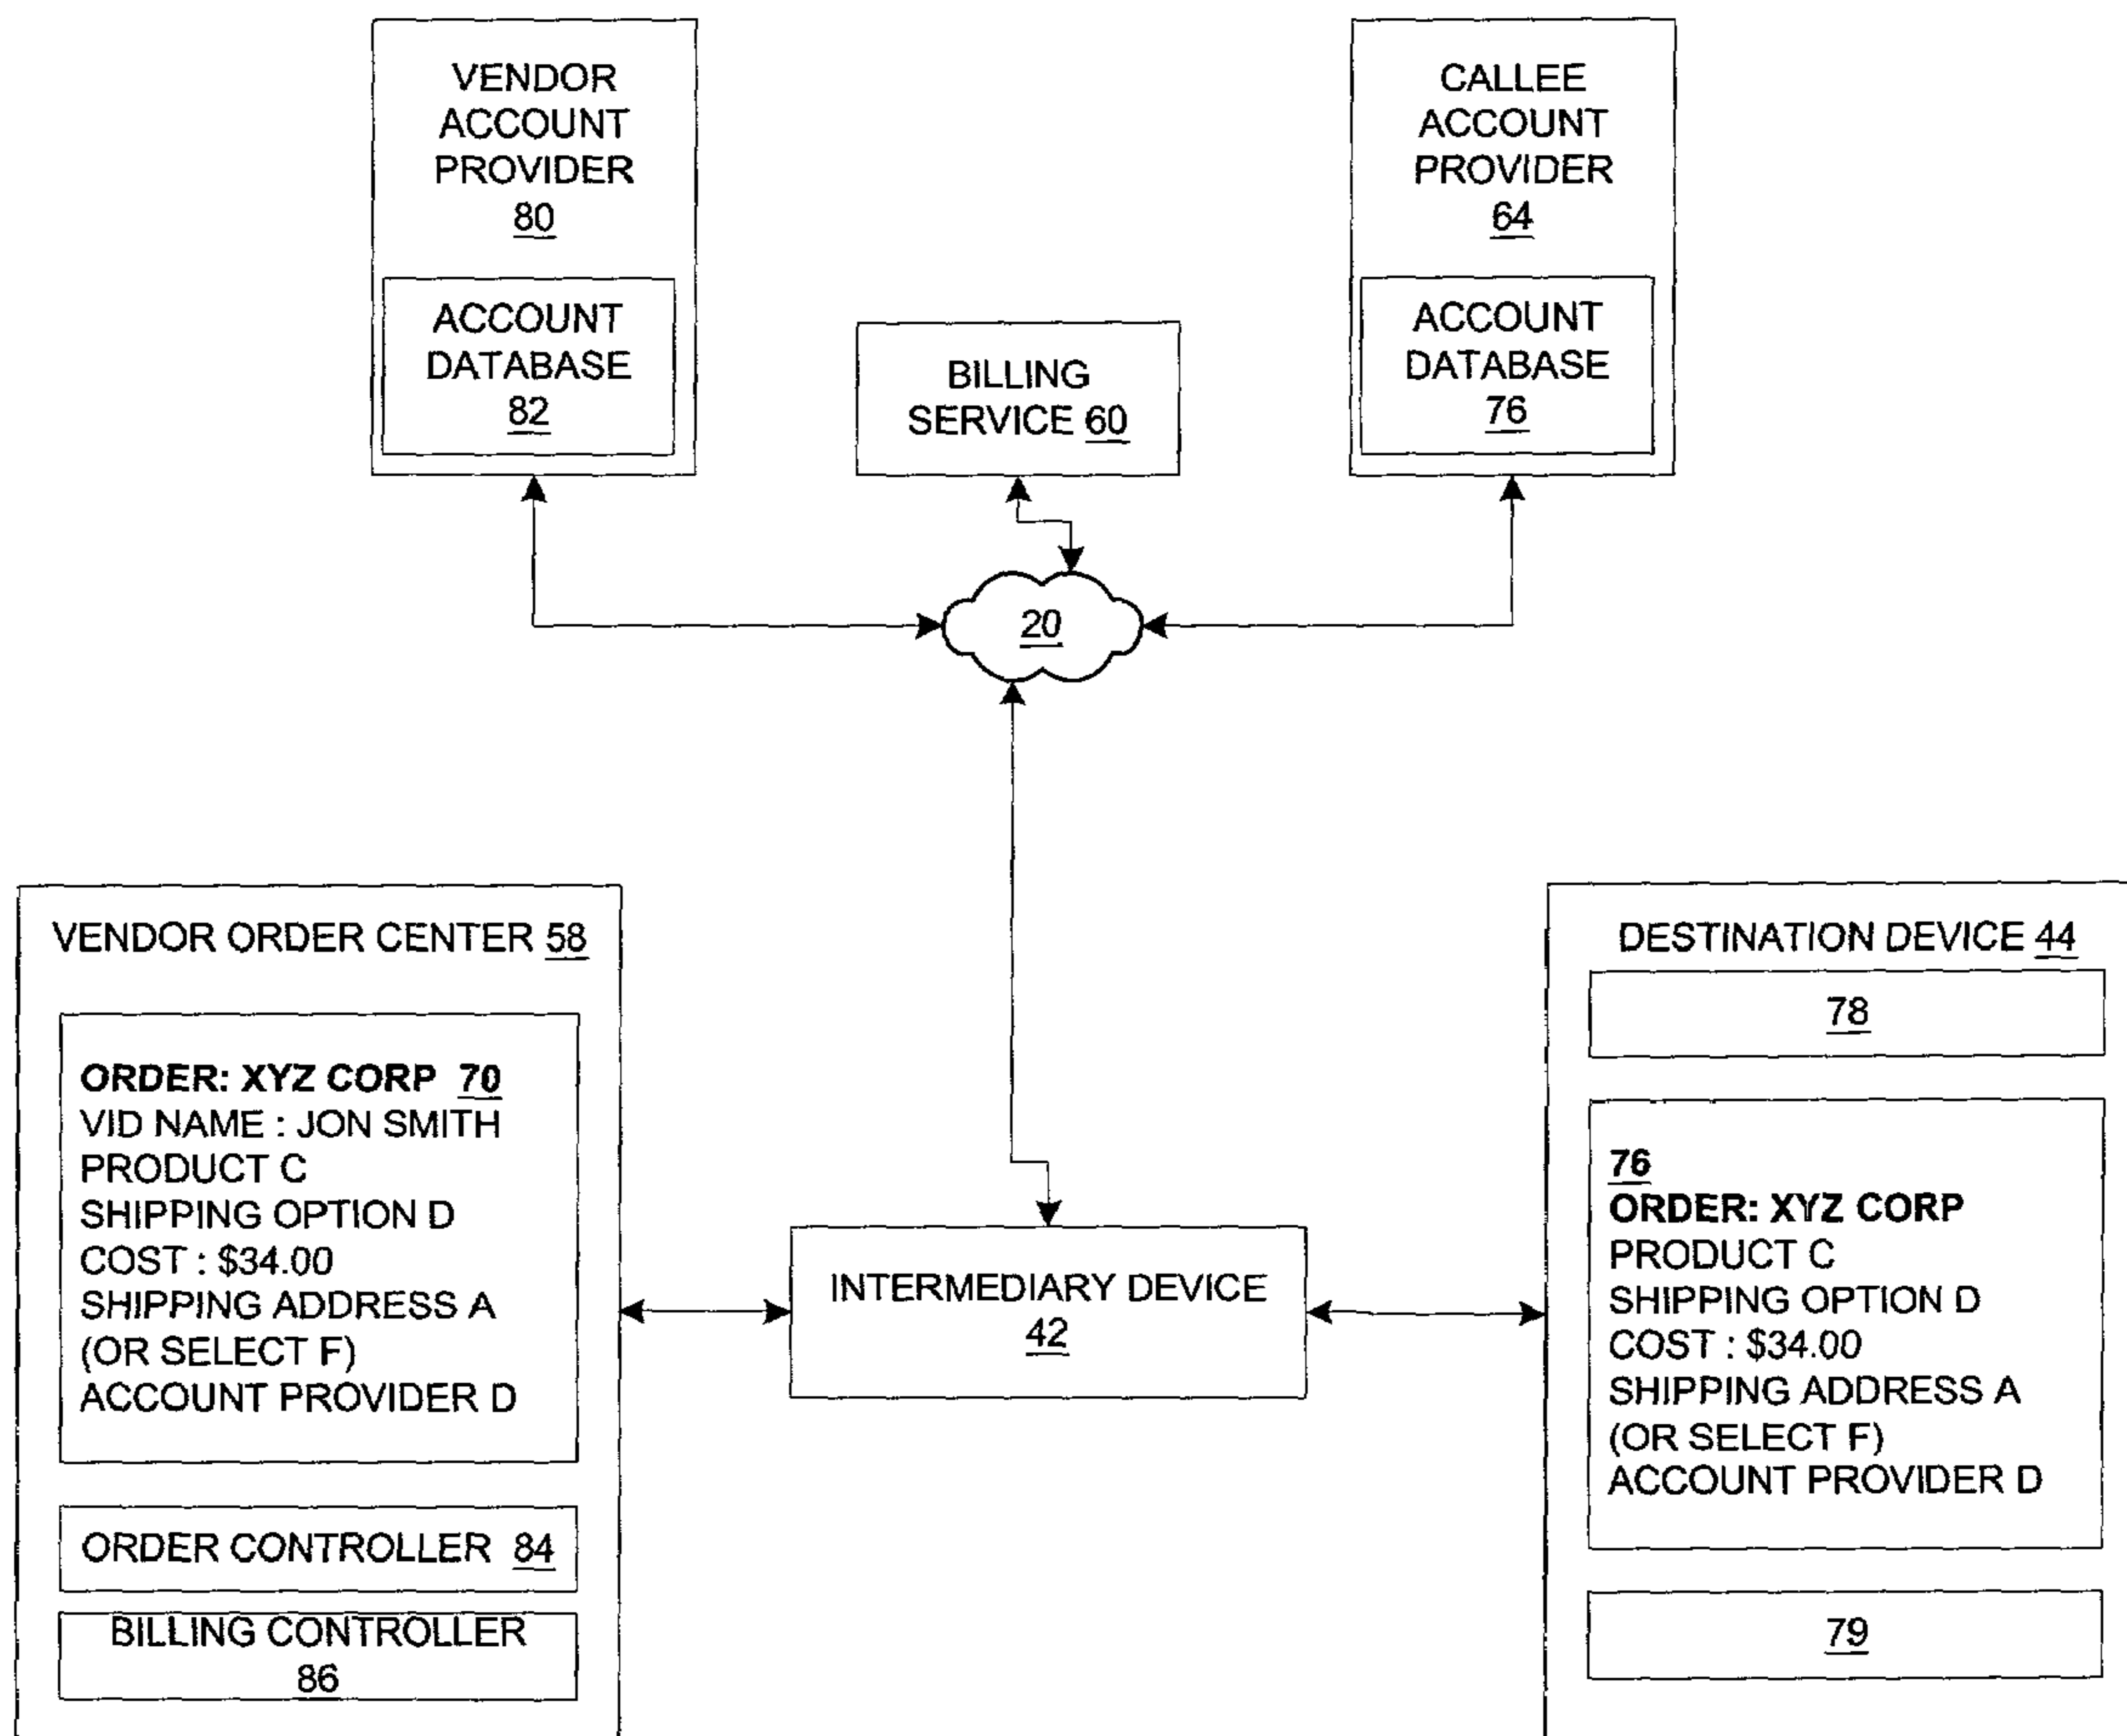 VENDOR
ACCOUNT
PROVIDER
80
ACCOUNT
DATABASE
82
BILLING
SERVICE 60
CALLEE
ACCOUNT
PROVIDER
64
ACCOUNT
DATABASE
76
20
VENDOR ORDER CENTER 58
ORDER: XYZ CORP 70
VID NAME : JON SMITH
PRODUCT C
SHIPPING OPTION D
COST : $34.00
SHIPPING ADDRESS A
(OR SELECT F)
ACCOUNT PROVIDER D
ORDER CONTROLLER 84
BILLING CONTROLLER
86
INTERMEDIARY DEVICE
42
DESTINATION DEVICE 44
78
76
ORDER: XYZ CORP
PRODUCT C
SHIPPING OPTION D
COST : $34.00
SHIPPING ADDRESS A
(OR SELECT F)
ACCOUNT PROVIDER D
79